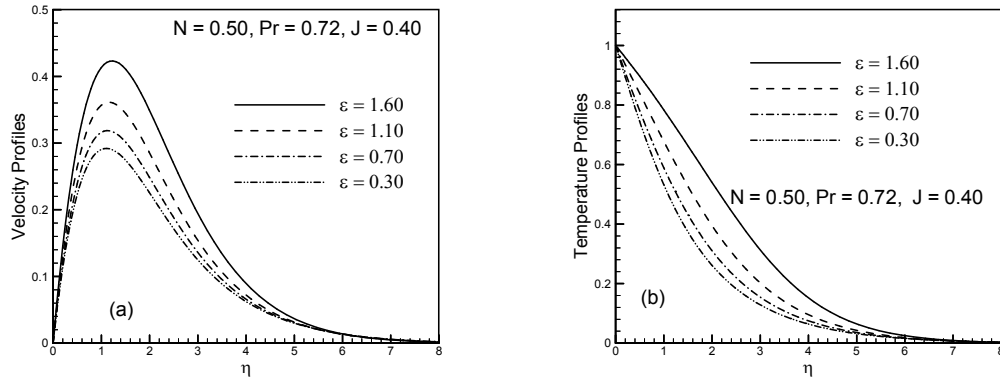 N = 0.50, Pr = 0.72, J = 0.40
ε = 1.60
ε = 1.10
ε = 0.70
ε = 0.30
(a)
Velocity Profiles
0.5
0.4
0.3
0.2
0.1
0
0 1 2 3 4 5 6 7 8
η
ε = 1.60
ε = 1.10
ε = 0.70
ε = 0.30
N = 0.50, Pr = 0.72, J = 0.40
(b)
Temperature Profiles
1
0.8
0.6
0.4
0.2
0
0 1 2 3 4 5 6 7 8
η